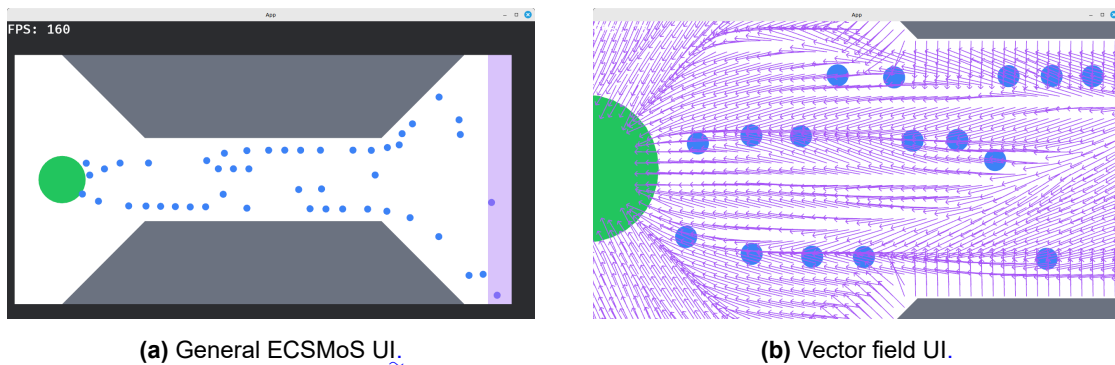 App
App
FPS: 160
(a) General ECSMoS UI.
(b) Vector field UI.